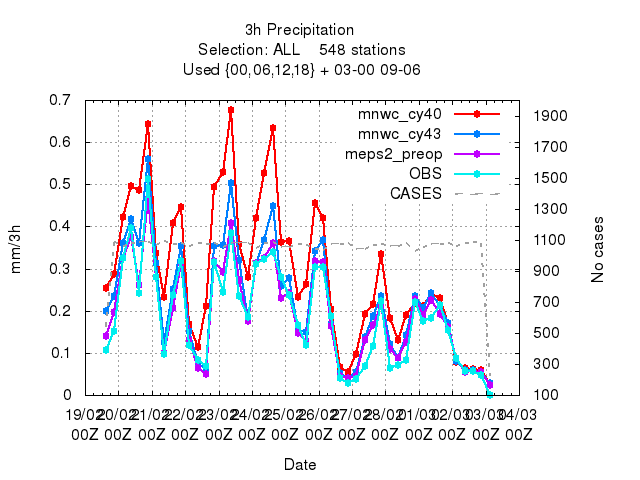 3h Precipitation
Selection: ALL 548 stations
Used {00,06,12,18} + 03-00 09-06
0.7
0.6
0.5
0.4
0.3
0.2
0.1
0
mm/3h
mnwc_cy40
mnwc_cy43
meps2_preop
OBS
CASES
1900
1700
1500
1300
1100
900
700
500
300
100
No cases
19/02 20/02 21/02 22/02 23/02 24/02 25/02 26/02 27/02 28/02 01/03 02/03 03/03 04/03
00Z 00Z 00Z 00Z 00Z 00Z 00Z 00Z 00Z 00Z 00Z 00Z 00Z 00Z
Date